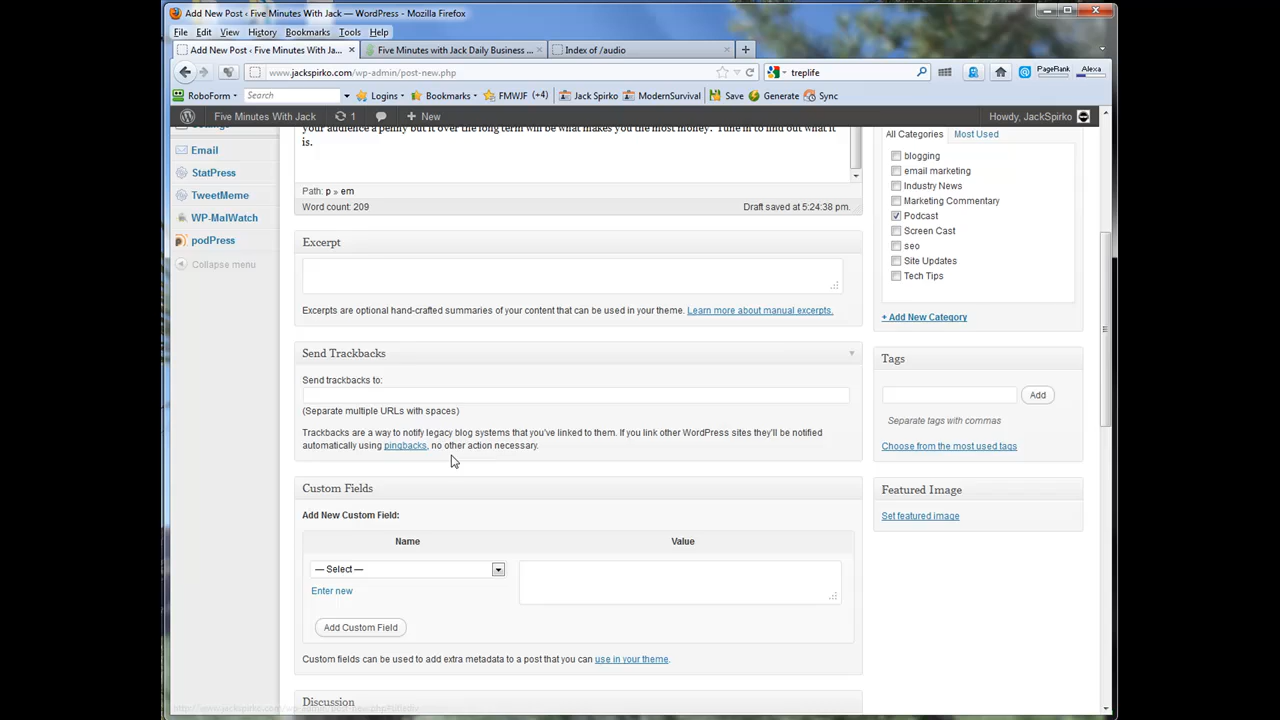 Add New Post ‹ Five Minutes With Jack — WordPress - Mozilla Firefox
File Edit View History Bookmarks Tools Help
Add New Post ‹ Five Minutes With Ja... × Five Minutes with Jack Daily Business ... × Index of /audio × +
www.jackspirko.com/wp-admin/post-new.php treplife PageRank Alexa
RoboForm Search Logins Bookmarks FMWJF (+4) Jack Spirko ModernSurvival Save Generate Sync
Five Minutes With Jack 1 + New Howdy, JackSpirko
your audience a penny but it over the long term will be what makes you the most money? Tune in to find out what it
is.
Path: p » em
Word count: 209 Draft saved at 5:24:38 pm.
Email
StatPress
TweetMeme
WP-MalWatch
podPress
Collapse menu
Excerpt
Excerpts are optional hand-crafted summaries of your content that can be used in your theme. Learn more about manual excerpts.
Send Trackbacks
Send trackbacks to:
(Separate multiple URLs with spaces)
Trackbacks are a way to notify legacy blog systems that you've linked to them. If you link other WordPress sites they'll be notified
automatically using pingbacks, no other action necessary.
Custom Fields
Add New Custom Field:
Name Value
— Select —
Enter new
Add Custom Field
Custom fields can be used to add extra metadata to a post that you can use in your theme.
Discussion
All Categories Most Used
blogging
email marketing
Industry News
Marketing Commentary
Podcast
Screen Cast
seo
Site Updates
Tech Tips
+ Add New Category
Tags
Add
Separate tags with commas
Choose from the most used tags
Featured Image
Set featured image